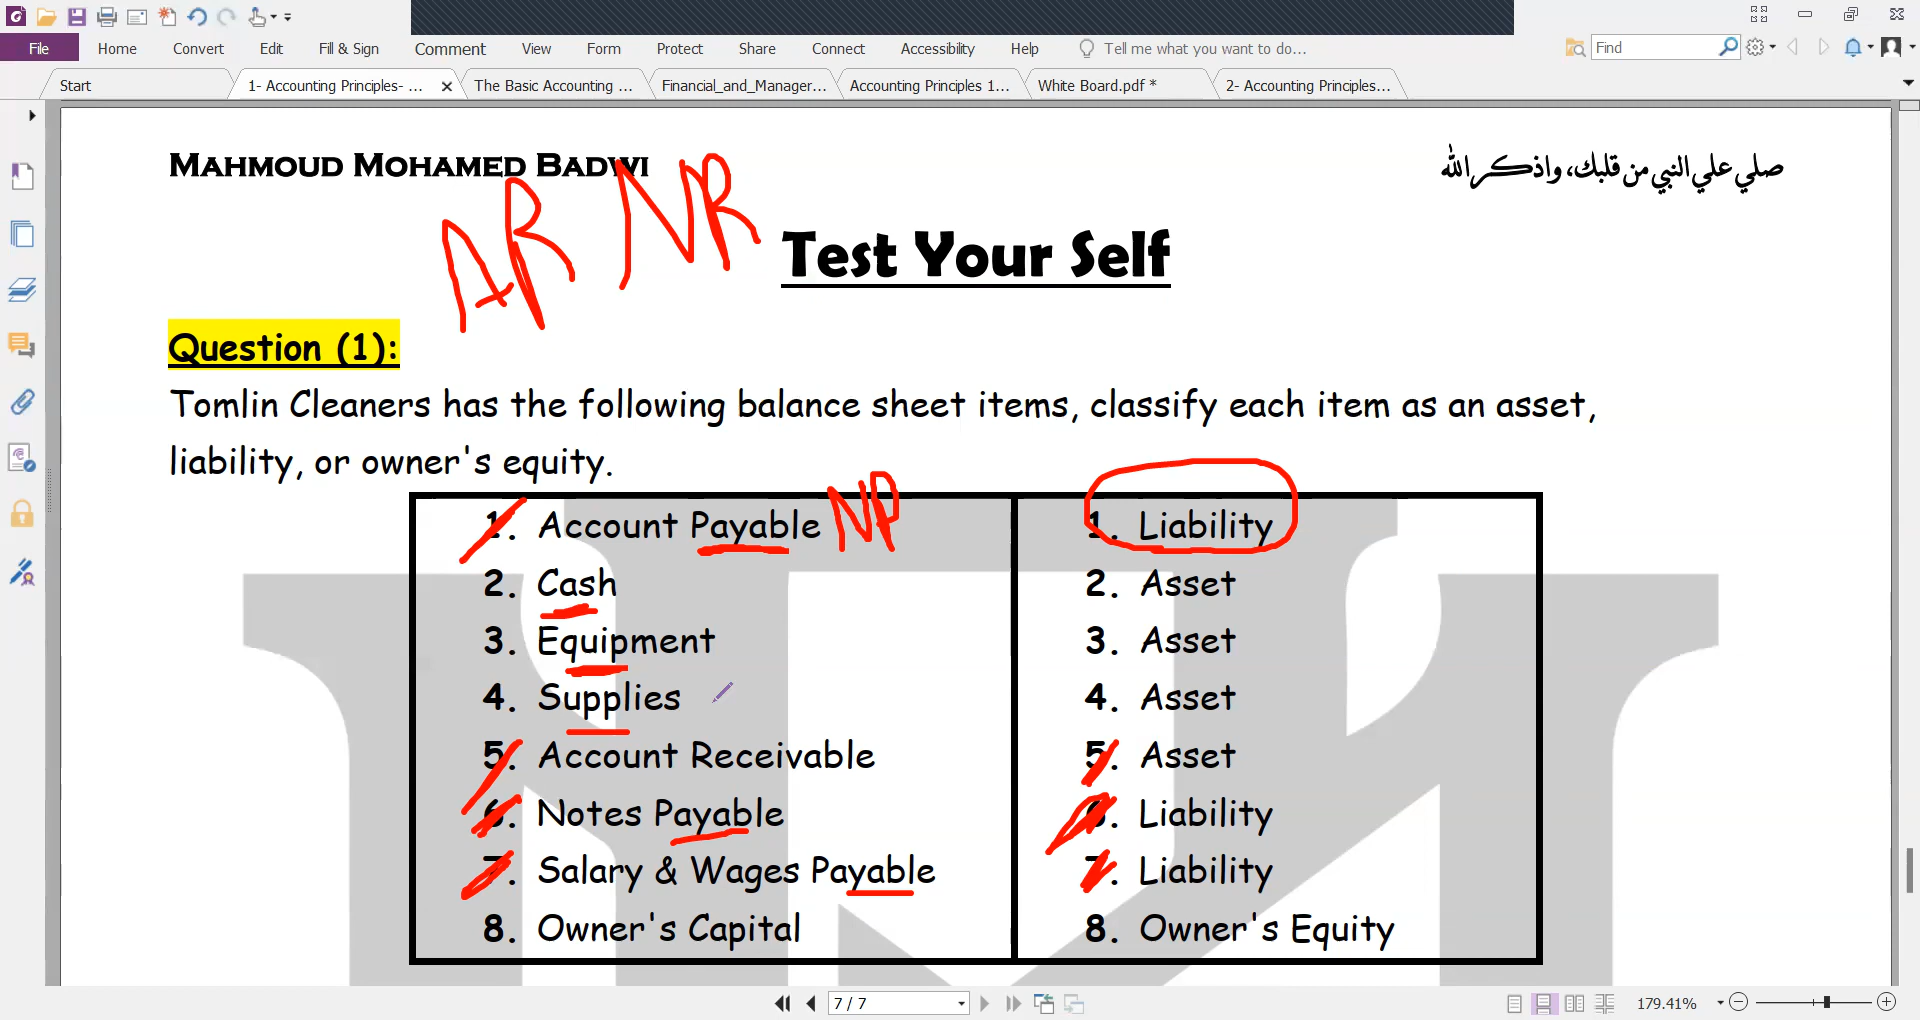 File Home Convert Edit Fill & Sign Comment View Form Protect Share Connect Accessibility Help Tell me what you want to do... Find
Start 1- Accounting Principles- ... The Basic Accounting ... Financial_and_Manager... Accounting Principles 1... White Board.pdf * 2- Accounting Principles...
MAHMOUD MOHAMED BADWI صلي علي النبي من قلبك، واذكر الله
AR NR
Test Your Self
Question (1):
Tomlin Cleaners has the following balance sheet items, classify each item as an asset,
liability, or owner's equity.
1. Account Payable NP 1. Liability
2. Cash 2. Asset
3. Equipment 3. Asset
4. Supplies 4. Asset
5. Account Receivable 5. Asset
6. Notes Payable 6. Liability
7. Salary & Wages Payable 7. Liability
8. Owner's Capital 8. Owner's Equity
7 / 7 179.41%